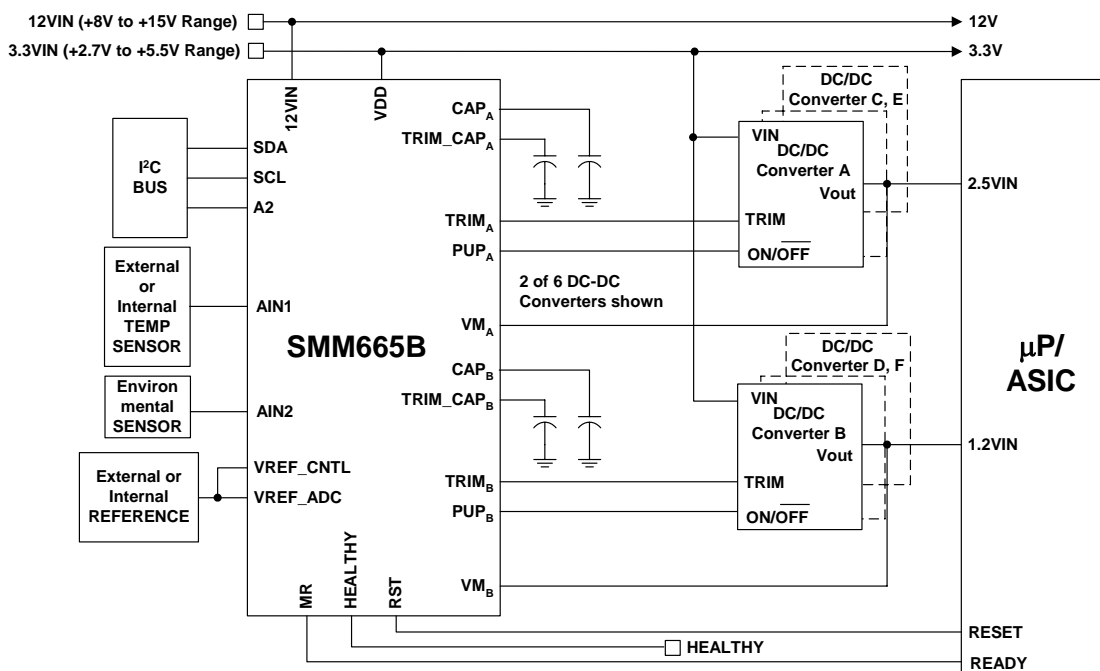 12VIN (+8V to +15V Range)
12V
3.3VIN (+2.7V to +5.5V Range)
3.3V
12VIN
VDD
I²C
BUS
SDA
SCL
A2
External
or
Internal
TEMP
SENSOR
AIN1
Environ
mental
SENSOR
AIN2
External or
Internal
REFERENCE
VREF_CNTL
VREF_ADC
SMM665B
MR
HEALTHY
RST
CAP_A
TRIM_CAP_A
TRIM_A
PUP_A
VM_A
CAP_B
TRIM_CAP_B
TRIM_B
PUP_B
VM_B
2 of 6 DC-DC
Converters shown
DC/DC
Converter C, E
VIN
DC/DC
Converter A
Vout
TRIM
ON/OFF
DC/DC
Converter D, F
VIN
DC/DC
Converter B
Vout
TRIM
ON/OFF
2.5VIN
μP/
ASIC
1.2VIN
RESET
HEALTHY
READY